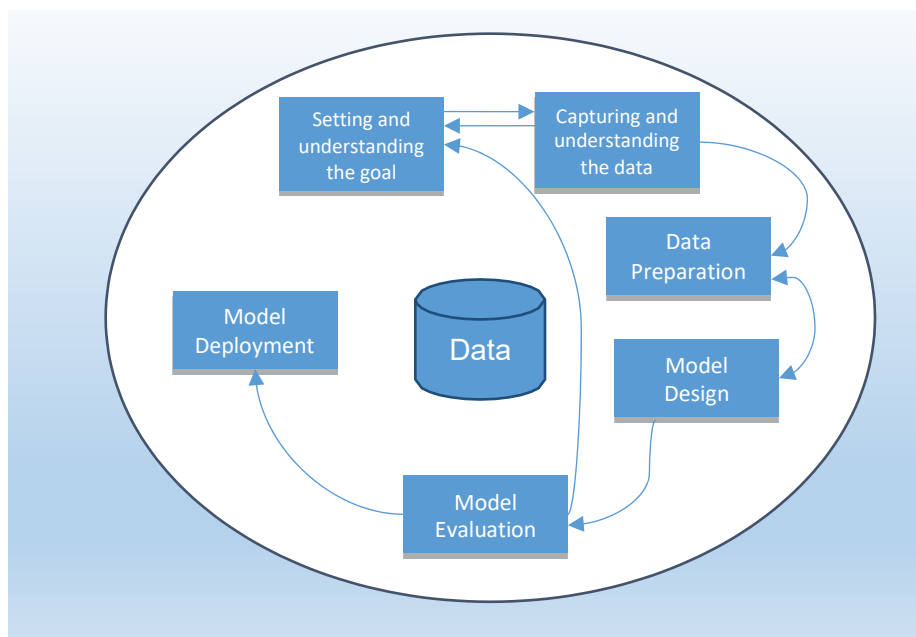 Setting and
understanding
the goal
Capturing and
understanding
the data
Data
Preparation
Model
Design
Model
Evaluation
Model
Deployment
Data